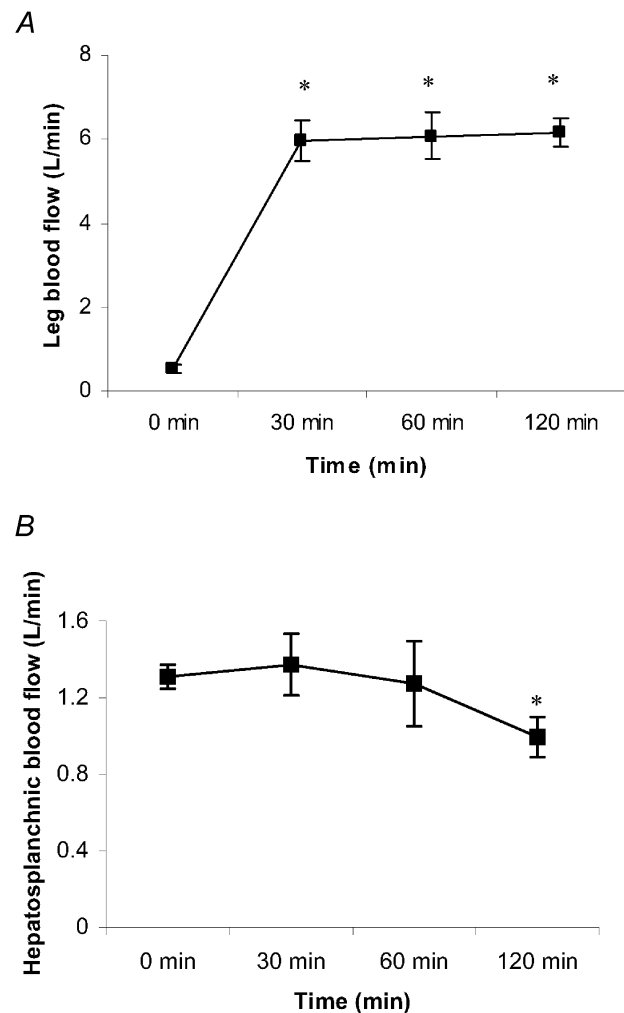 A
Leg blood flow (L/min)
8
6
4
2
0
* * *
0 min 30 min 60 min 120 min
Time (min)
B
Hepatosplanchnic blood flow (L/min)
1.6
1.2
0.8
0.4
0
*
0 min 30 min 60 min 120 min
Time (min)